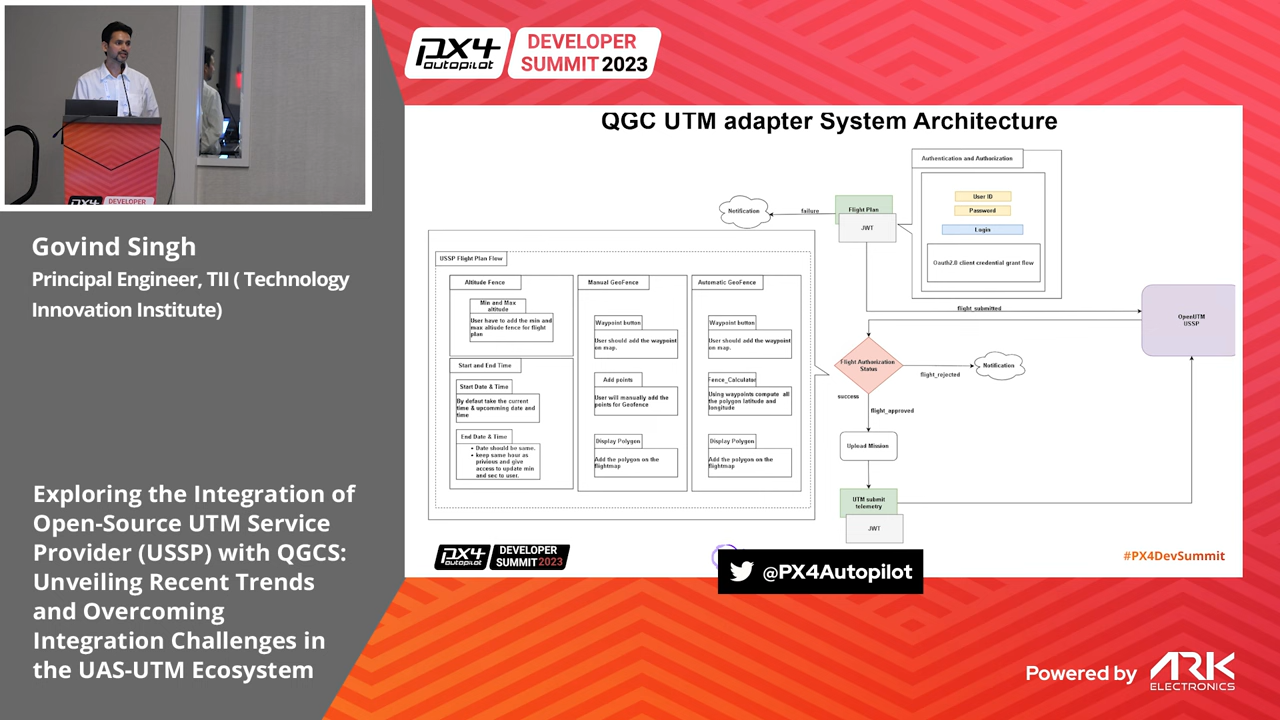 PX4 autopilot
DEVELOPER
SUMMIT 2023
PX4 DEVELOPER
Govind Singh
Principal Engineer, TII ( Technology
Innovation Institute)
Exploring the Integration of
Open-Source UTM Service
Provider (USSP) with QGCS:
Unveiling Recent Trends
and Overcoming
Integration Challenges in
the UAS-UTM Ecosystem
QGC UTM adapter System Architecture
Authentication and Authorization
User ID
Password
Login
Oauth2.0 client credential grant flow
Notification
failure
Flight Plan
JWT
USSP Flight Plan Flow
Altitude Fence
Min and Max
altitude
User have to add the min and
max altiude fence for flight
plan
Start and End Time
Start Date & Time
By defaut take the current
time & upcomming date and
time
End Date & Time
• Date should be same.
• keep same hour as
privious and give
access to update min
and sec to user.
Manual GeoFence
Waypoint button
User should add the waypoint
on map.
Add points
User will manually add the
points for Geofence
Display Polygon
Add the polygon on the
flightmap
Automatic GeoFence
Waypoint button
User should add the waypoint
on map.
Fence_Calculator
Using waypoints compute all
the polygon latitude and
longitude
Display Polygon
Add the polygon on the
flightmap
flight_submitted
OpenUTM
USSP
Flight Authorization
Status
flight_rejected
Notification
success
flight_approved
Upload Mission
UTM submit
telemetry
JWT
PX4 autopilot
DEVELOPER
SUMMIT 2023
@PX4Autopilot
#PX4DevSummit
Powered by ARK
ELECTRONICS